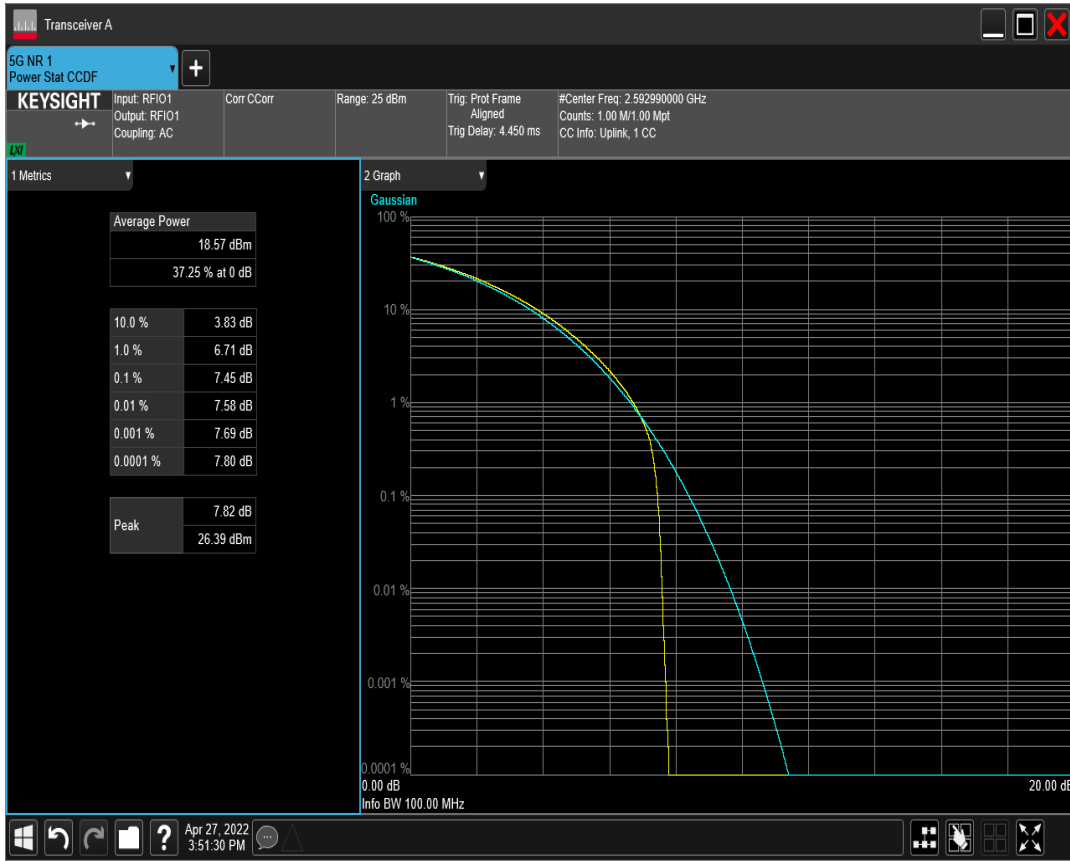 Transceiver A
5G NR 1
Power Stat CCDF
+
KEYSIGHT
LXI
Input: RFIO1
Output: RFIO1
Coupling: AC
Corr CCorr
Range: 25 dBm
Trig: Prot Frame
Aligned
Trig Delay: 4.450 ms
#Center Freq: 2.592990000 GHz
Counts: 1.00 M/1.00 Mpt
CC Info: Uplink, 1 CC
1 Metrics
Average Power
18.57 dBm
37.25 % at 0 dB
10.0 % 3.83 dB
1.0 % 6.71 dB
0.1 % 7.45 dB
0.01 % 7.58 dB
0.001 % 7.69 dB
0.0001 % 7.80 dB
Peak 7.82 dB
26.39 dBm
2 Graph
Gaussian
100 %
10 %
1 %
0.1 %
0.01 %
0.001 %
0.0001 %
0.00 dB 20.00 dB
Info BW 100.00 MHz
? Apr 27, 2022
3:51:30 PM